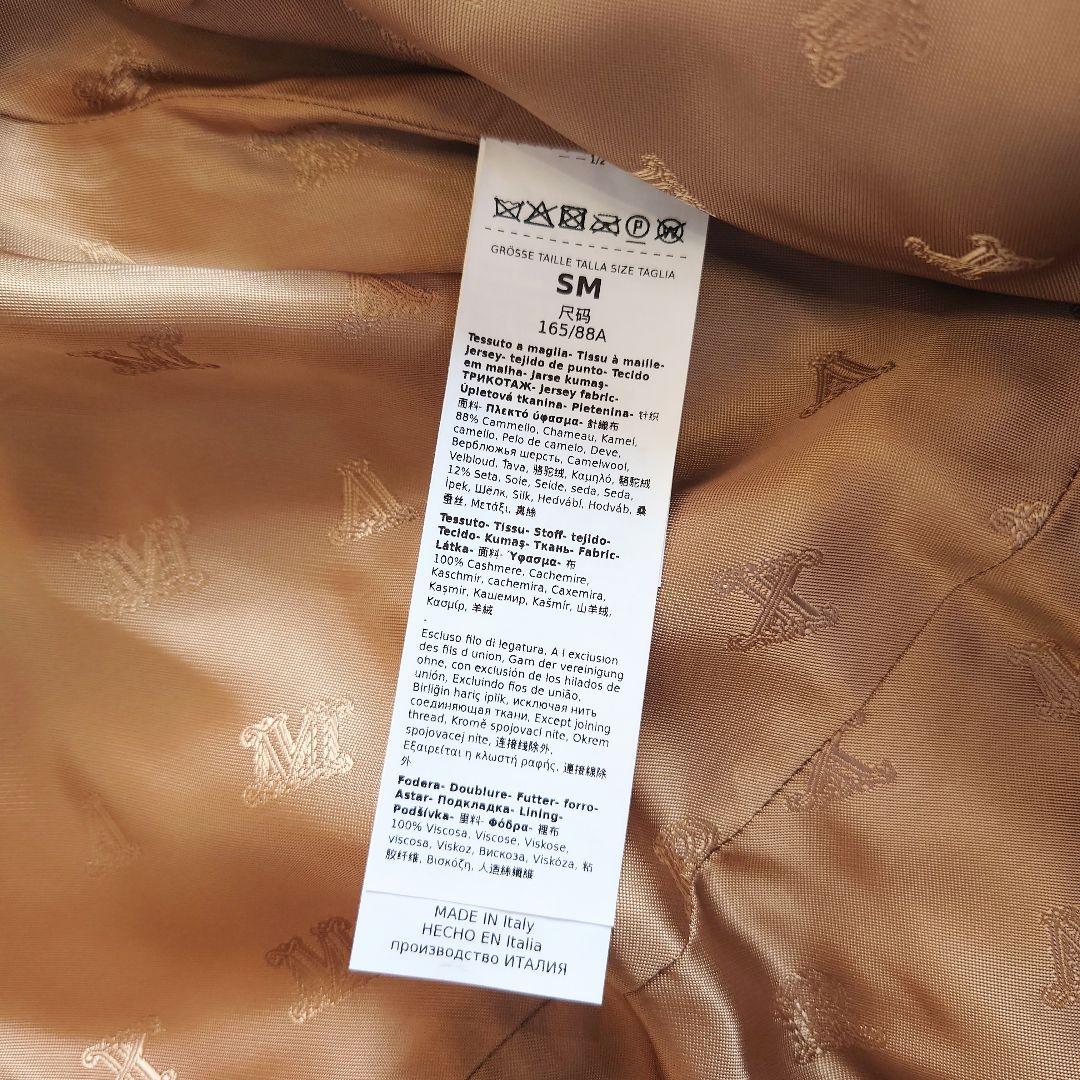 1/2
P
W
GRÖSSE TAILLE TALLA SIZE TAGLIA
SM
尺码
165/88A
Tessuto a maglia- Tissu à maille-
Jersey- tejido de punto- Tecido
em malha- Jarse kumaş-
ТРИКОТАЖ- jersey fabric-
Úpletová tkanina- Pletenina- 针织
面料- Πλεκτό ύφασμα- 針織布
88% Cammello, Chameau, Kamel,
camello, Pelo de camelo, Deve,
Верблюжья шерсть, Camelwool,
Velbloud, Ťava, 骆驼绒, Καμηλό, 駱駝絨
12% Seta, Soie, Seide, seda, Seda,
İpek, Шёлк, Silk, Hedvábí, Hodváb, 桑
蚕丝, Μετάξι, 裏絲
Tessuto- Tissu- Stoff- tejido-
Tecido- Kumaş- Ткань- Fabric-
Látka- 面料- Ύφασμα- 布
100% Cashmere, Cachemire,
Kaschmir, cachemira, Caxemira,
Kaşmir, Кашемир, Kašmír, 山羊绒,
Κασμίρ, 羊絨
.
Escluso filo di legatura, A l exclusion
des fils d union, Garn der vereinigung
ohne, con exclusión de los hilados de
unión, Excluindo fios de união,
Birliğin hariç iplik, исключая нить
соединяющая ткани, Except joining
thread, Kromě spojovací nite, Okrem
spojovacej nite, 连接线除外,
Εξαιρείται η κλωστή ραφής, 連接線除
外
Fodera- Doublure- Futter- forro-
Astar- Подкладка- Lining-
Podšívka- 里料- Φόδρα- 裡布
100% Viscosa, Viscose, Viskose,
viscosa, Viskoz, Вискоза, Viskóza, 粘
胶纤维, Βισκόζη, 人造絲纖維
MADE IN Italy
HECHO EN Italia
производство ИТАЛИЯ